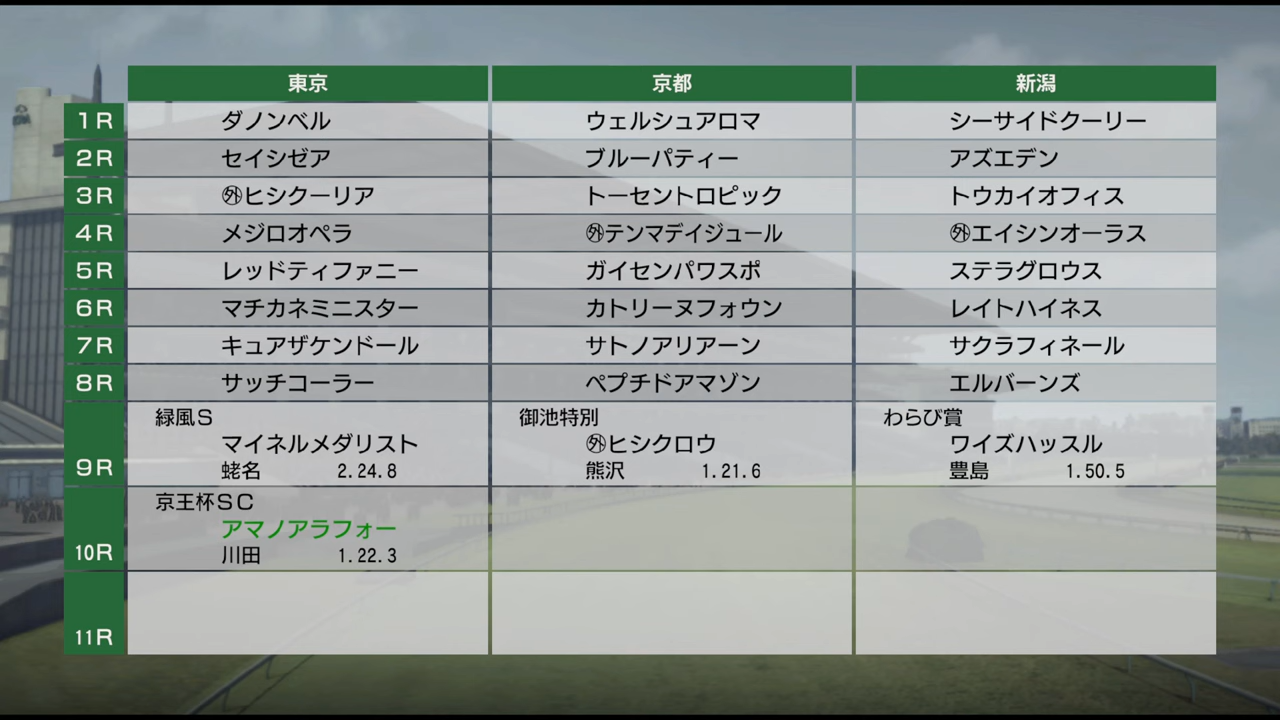 東京 京都 新潟
1R ダノンベル ウェルシュアロマ シーサイドクーリー
2R セイシゼア ブルーパティー アズエデン
3R ㊕ヒシクーリア トーセントロピック トウカイオフィス
4R メジロオペラ 外テンマデイジュール 外エイシンオーラス
5R レッドティファニー ガイセンパワスポ ステラグロウス
6R マチカネミニスター カトリーヌフォウン レイトハイネス
7R キュアザケンドール サトノアリアーン サクラフィネール
8R サッチコーラー ペプチドアマゾン エルバーンズ
緑風S 御池特別 わらび賞
マイネルメダリスト 外ヒシクロウ ワイズハッスル
9R 蛯名 2.24.8 熊沢 1.21.6 豊島 1.50.5
京王杯SC
アマノアラフォー
10R 川田 1.22.3
11R